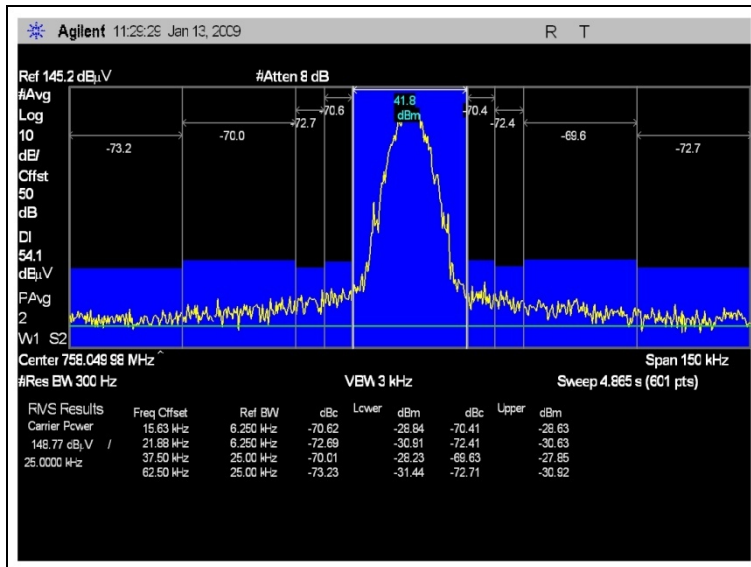 Agilent 11:29:29 Jan 13, 2009 R T
Ref 145.2 dBµV #Atten 8 dB
#Avg
Log
10
dB/
Offst
50
dB
DI
54.1
dBµV
PAvg
2
W1 S2
-73.2 -70.0 -72.7 -70.6 41.8 dBm -70.4 -72.4 -69.6 -72.7
Center 758.049 98 MHz ^ Span 150 kHz
#Res BW 300 Hz VBW 3 kHz Sweep 4.865 s (601 pts)
RMS Results Freq Offset Ref BW dBc Lower dBm dBc Upper dBm
Carrier Power 15.63 kHz 6.250 kHz -70.62 -28.84 -70.41 -28.63
148.77 dBµV / 21.88 kHz 6.250 kHz -72.69 -30.91 -72.41 -30.63
25.0000 kHz 37.50 kHz 25.00 kHz -70.01 -28.23 -69.63 -27.85
62.50 kHz 25.00 kHz -73.23 -31.44 -72.71 -30.92